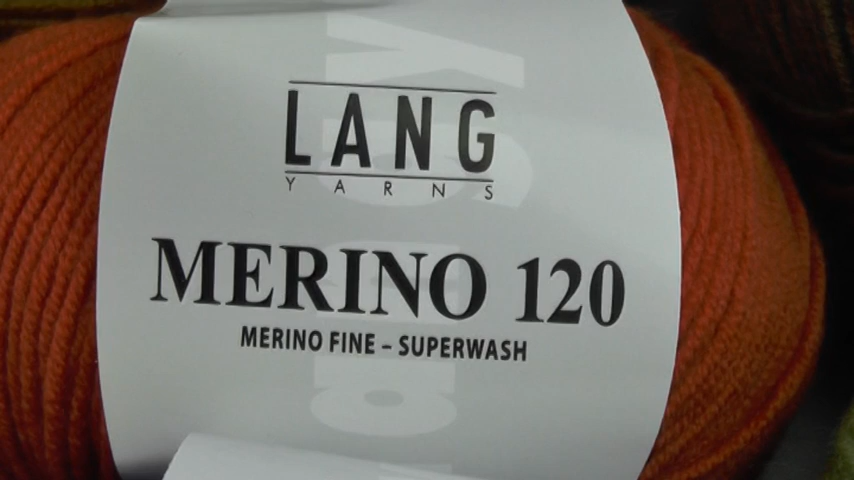 LANG
YARNS
MERINO 120
MERINO FINE – SUPERWASH